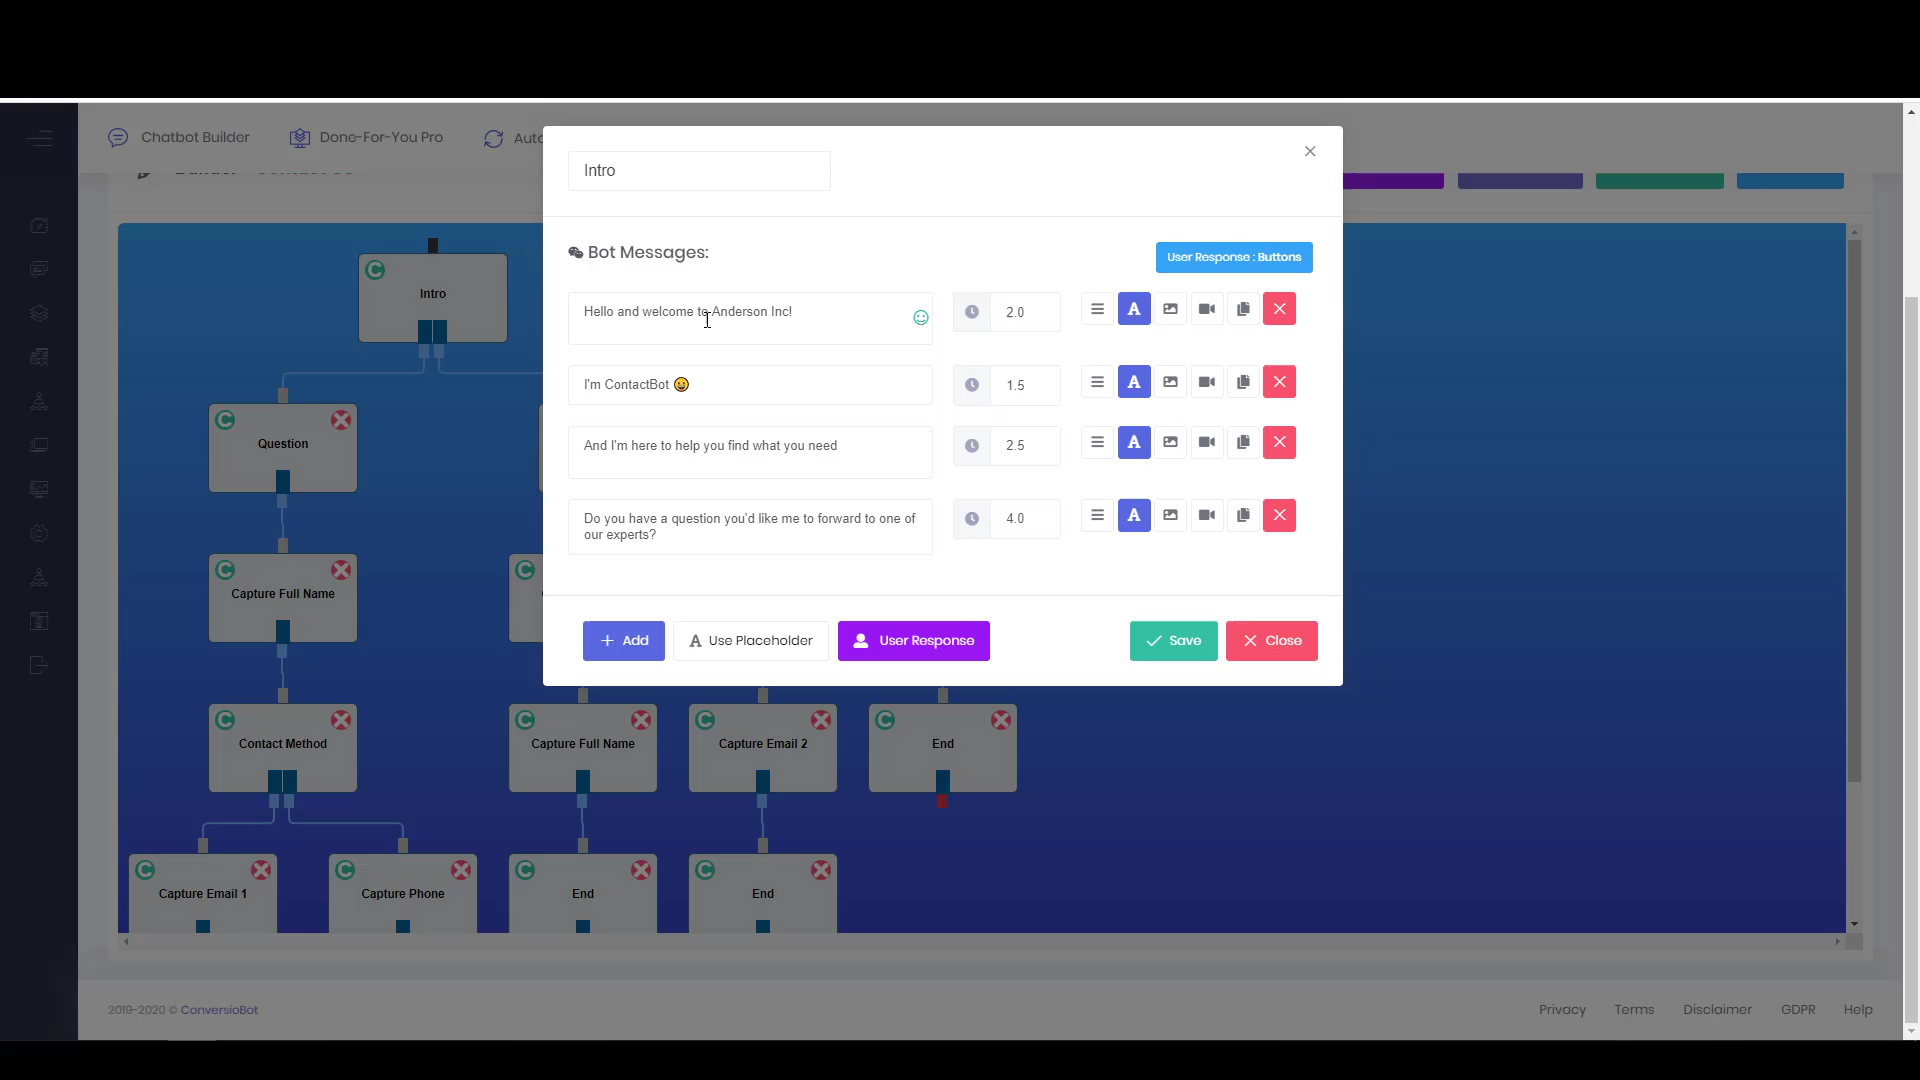 Chatbot Builder
Done-For-You Pro
Auto
Intro
Bot Messages:
User Response : Buttons
Hello and welcome to Anderson Inc!
2.0
I'm ContactBot 😀
1.5
And I'm here to help you find what you need
2.5
Do you have a question you'd like me to forward to one of
our experts?
4.0
Add
Use Placeholder
User Response
Save
Close
Intro
Question
Capture Full Name
Contact Method
Capture Full Name
Capture Email 2
End
Capture Email 1
Capture Phone
End
End
2019-2020 © ConversioBot
Privacy
Terms
Disclaimer
GDPR
Help